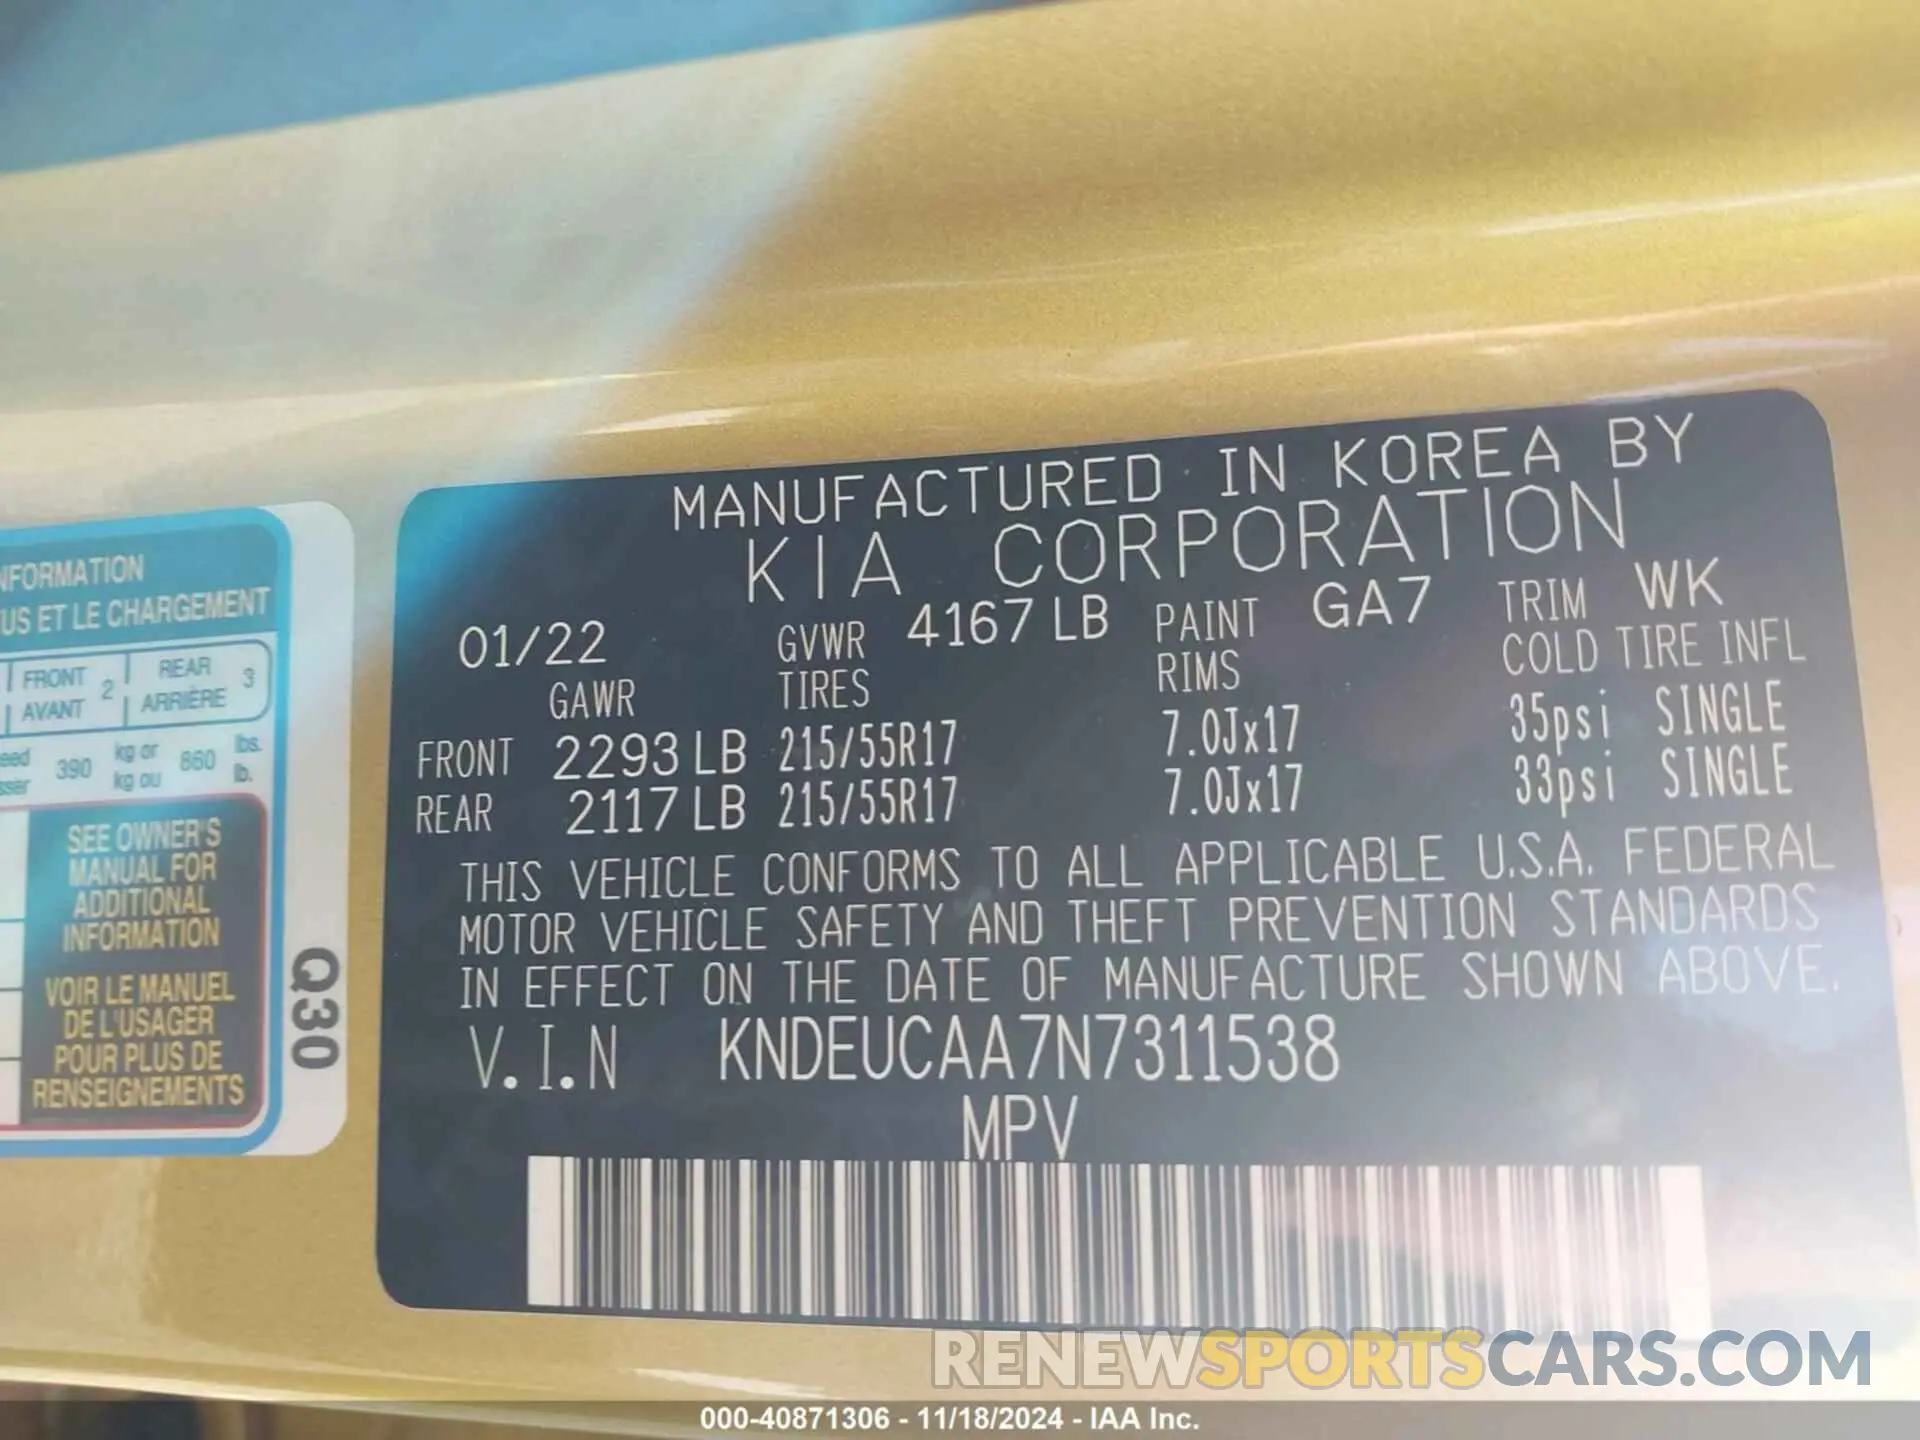 NFORMATION
US ET LE CHARGEMENT
FRONT 2 REAR 3
AVANT ARRIÈRE
390 kg or 860 lbs.
kg ou lb.
SEE OWNER'S
MANUAL FOR
ADDITIONAL
INFORMATION
VOIR LE MANUEL
DE L'USAGER
POUR PLUS DE
RENSEIGNEMENTS
Q30
MANUFACTURED IN KOREA BY
KIA CORPORATION
01/22 GVWR 4167 LB PAINT GA7 TRIM WK
GAWR TIRES RIMS COLD TIRE INFL
FRONT 2293 LB 215/55R17 7.0Jx17 35psi SINGLE
REAR 2117 LB 215/55R17 7.0Jx17 33psi SINGLE
THIS VEHICLE CONFORMS TO ALL APPLICABLE U.S.A. FEDERAL
MOTOR VEHICLE SAFETY AND THEFT PREVENTION STANDARDS
IN EFFECT ON THE DATE OF MANUFACTURE SHOWN ABOVE.
V.I.N KNDEUCAA7N7311538
MPV
RENEWSPORTSCARS.COM
000-40871306 - 11/18/2024 - IAA Inc.